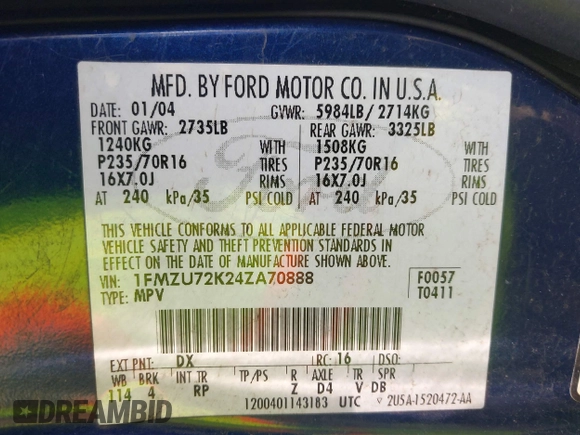 MFD. BY FORD MOTOR CO. IN U.S.A.
DATE: 01/04 GVWR: 5984LB/2714KG
FRONT GAWR: 2735LB REAR GAWR: 3325LB
1240KG WITH 1508KG WITH
P235/70R16 TIRES P235/70R16 TIRES
16X7.0J RIMS 16X7.0J RIMS
AT 240 kPa/35 PSI COLD AT 240 kPa/35 PSI COLD
Ford
THIS VEHICLE CONFORMS TO ALL APPLICABLE FEDERAL MOTOR
VEHICLE SAFETY AND THEFT PREVENTION STANDARDS IN
EFFECT ON THE DATE OF MANUFACTURE SHOWN ABOVE.
VIN: 1FMZU72K24ZA70888 F0057
TYPE: MPV T0411
EXT PNT: DX RC: 16 DSO:
WB BRK INT TR TP/PS R AXLE TR SPR
114 4 RP Z D4 V DB
1200401143183 UTC 2U5A-1520472-AA
DREAMBID